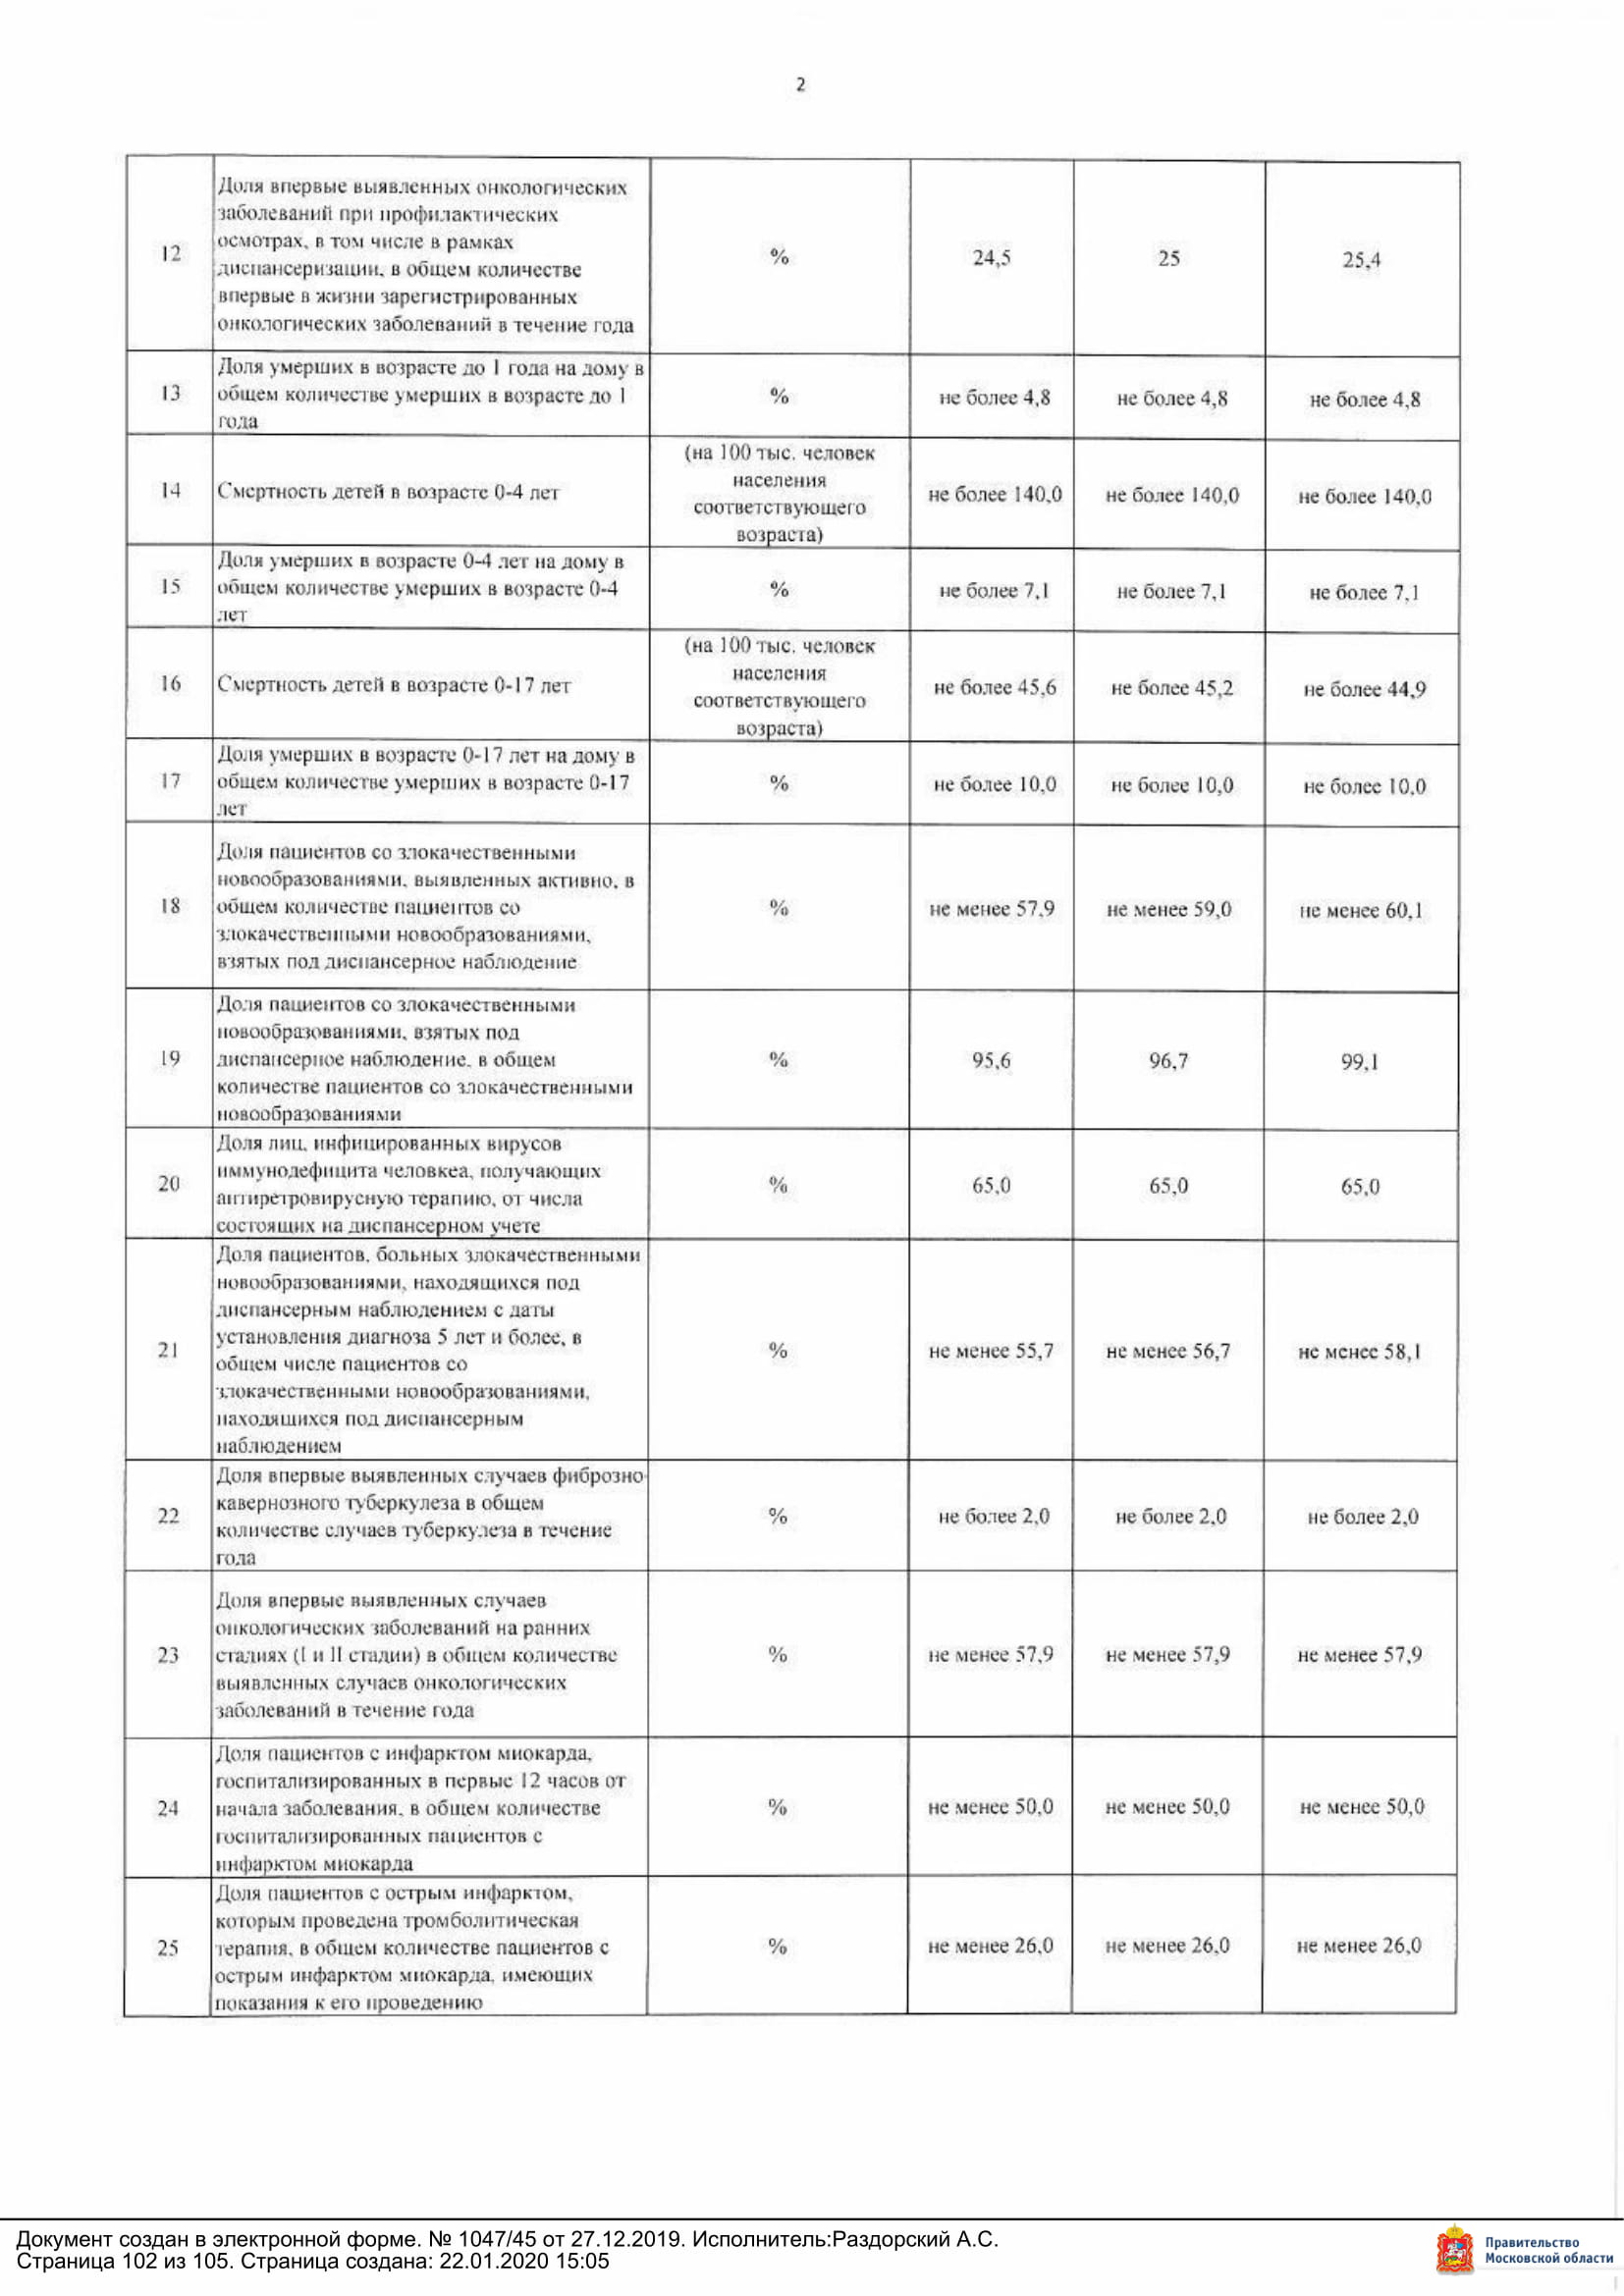 2
12
Доля впервые выявленных онкологических
заболеваний при профилактических
осмотрах, в том числе в рамках
диспансеризации, в общем количестве
впервые в жизни зарегистрированных
онкологических заболеваний в течение года
%
24,5
25
25,4
13
Доля умерших в возрасте до 1 года на дому в
общем количестве умерших в возрасте до 1
года
%
не более 4,8
не более 4,8
не более 4,8
14
Смертность детей в возрасте 0-4 лет
(на 100 тыс. человек
населения
соответствующего
возраста)
не более 140,0
не более 140,0
не более 140,0
15
Доля умерших в возрасте 0-4 лет на дому в
общем количестве умерших в возрасте 0-4
лет
%
не более 7,1
не более 7,1
не более 7,1
16
Смертность детей в возрасте 0-17 лет
(на 100 тыс. человек
населения
соответствующего
возраста)
не более 45,6
не более 45,2
не более 44,9
17
Доля умерших в возрасте 0-17 лет на дому в
общем количестве умерших в возрасте 0-17
лет
%
не более 10,0
не более 10,0
не более 10,0
18
Доля пациентов со злокачественными
новообразованиями, выявленных активно, в
общем количестве пациентов со
злокачественными новообразованиями,
взятых под диспансерное наблюдение
%
не менее 57,9
не менее 59,0
не менее 60,1
19
Доля пациентов со злокачественными
новообразованиями, взятых под
диспансерное наблюдение, в общем
количестве пациентов со злокачественными
новообразованиями
%
95,6
96,7
99,1
20
Доля лиц, инфицированных вирусов
иммунодефицита человкеа, получающих
антиретровирусную терапию, от числа
состоящих на диспансерном учете
%
65,0
65,0
65,0
21
Доля пациентов, больных злокачественными
новообразованиями, находящихся под
диспансерным наблюдением с даты
установления диагноза 5 лет и более, в
общем числе пациентов со
злокачественными новообразованиями,
находящихся под диспансерным
наблюдением
%
не менее 55,7
не менее 56,7
не менее 58,1
22
Доля впервые выявленных случаев фиброзно-
кавернозного туберкулеза в общем
количестве случаев туберкулеза в течение
года
%
не более 2,0
не более 2,0
не более 2,0
23
Доля впервые выявленных случаев
онкологических заболеваний на ранних
стадиях (I и II стадии) в общем количестве
выявленных случаев онкологических
заболеваний в течение года
%
не менее 57,9
не менее 57,9
не менее 57,9
24
Доля пациентов с инфарктом миокарда,
госпитализированных в первые 12 часов от
начала заболевания, в общем количестве
госпитализированных пациентов с
инфарктом миокарда
%
не менее 50,0
не менее 50,0
не менее 50,0
25
Доля пациентов с острым инфарктом,
которым проведена тромболитическая
терапия, в общем количестве пациентов с
острым инфарктом миокарда, имеющих
показания к его проведению
%
не менее 26,0
не менее 26,0
не менее 26,0
Документ создан в электронной форме. № 1047/45 от 27.12.2019. Исполнитель:Раздорский А.С.
Страница 102 из 105. Страница создана: 22.01.2020 15:05
Правительство
Московской области